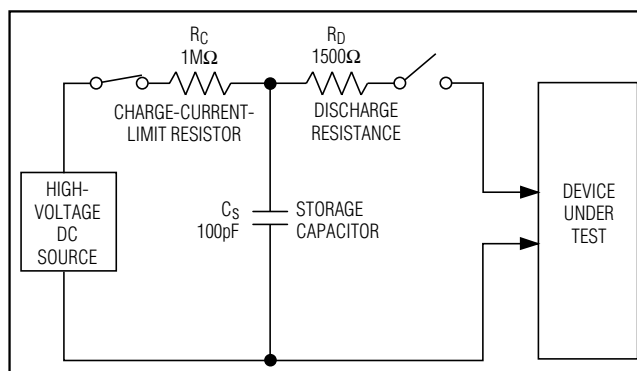 R_C
1MΩ
CHARGE-CURRENT-
LIMIT RESISTOR
R_D
1500Ω
DISCHARGE
RESISTANCE
HIGH-
VOLTAGE
DC
SOURCE
C_S
100pF
STORAGE
CAPACITOR
DEVICE
UNDER
TEST